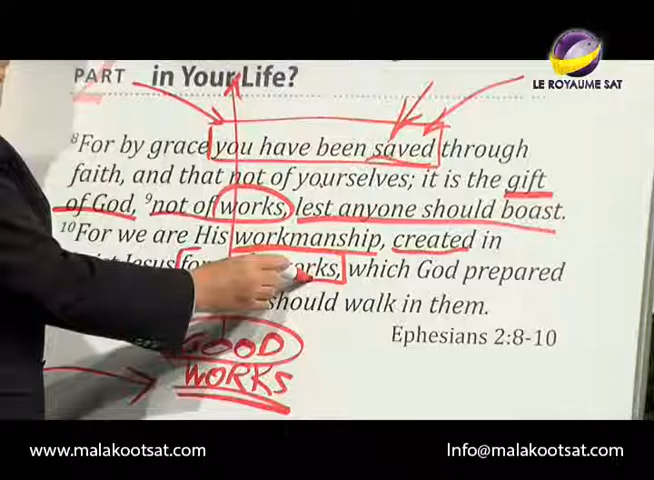 LE ROYAUME SAT
PART in Your Life?
8For by grace you have been saved through
faith, and that not of yourselves; it is the gift
of God, 9not of works, lest anyone should boast.
10For we are His workmanship, created in
Jesus for works, which God prepared
should walk in them.
Ephesians 2:8-10
GOOD
WORKS
www.malakootsat.com
Info@malakootsat.com